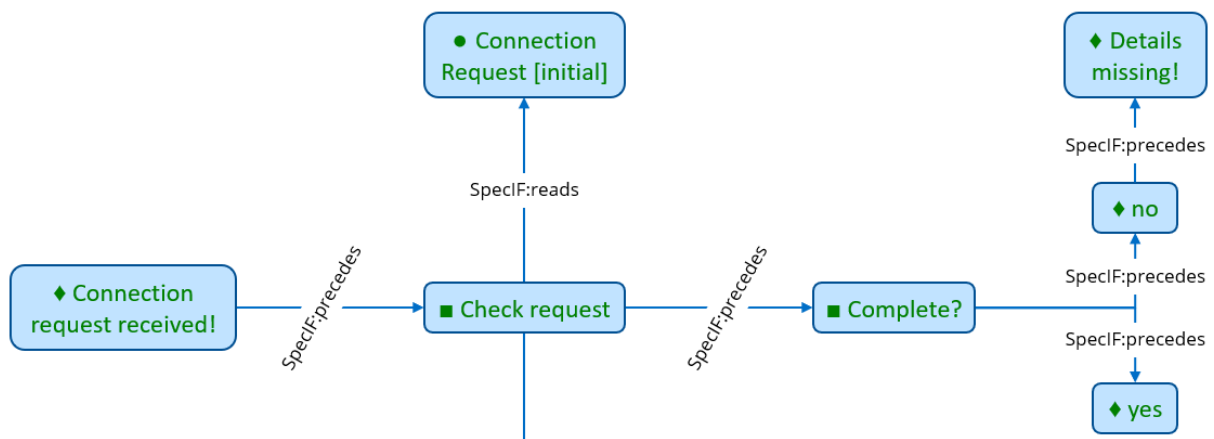 ● Connection
Request [initial]
♦ Details
missing!
SpecIF:precedes
SpecIF:reads
♦ no
♦ Connection
request received!
SpecIF:precedes
■ Check request
SpecIF:precedes
■ Complete?
SpecIF:precedes
SpecIF:precedes
♦ yes